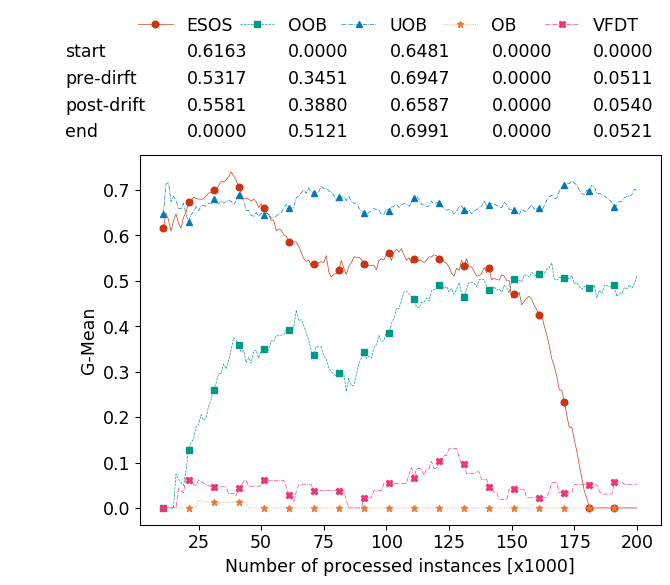 ESOS OOB UOB OB VFDT
start 0.6163 0.0000 0.6481 0.0000 0.0000
pre-dirft 0.5317 0.3451 0.6947 0.0000 0.0511
post-drift 0.5581 0.3880 0.6587 0.0000 0.0540
end 0.0000 0.5121 0.6991 0.0000 0.0521
0.7
0.6
0.5
0.4
0.3
0.2
0.1
0.0
G-Mean
25 50 75 100 125 150 175 200
Number of processed instances [x1000]